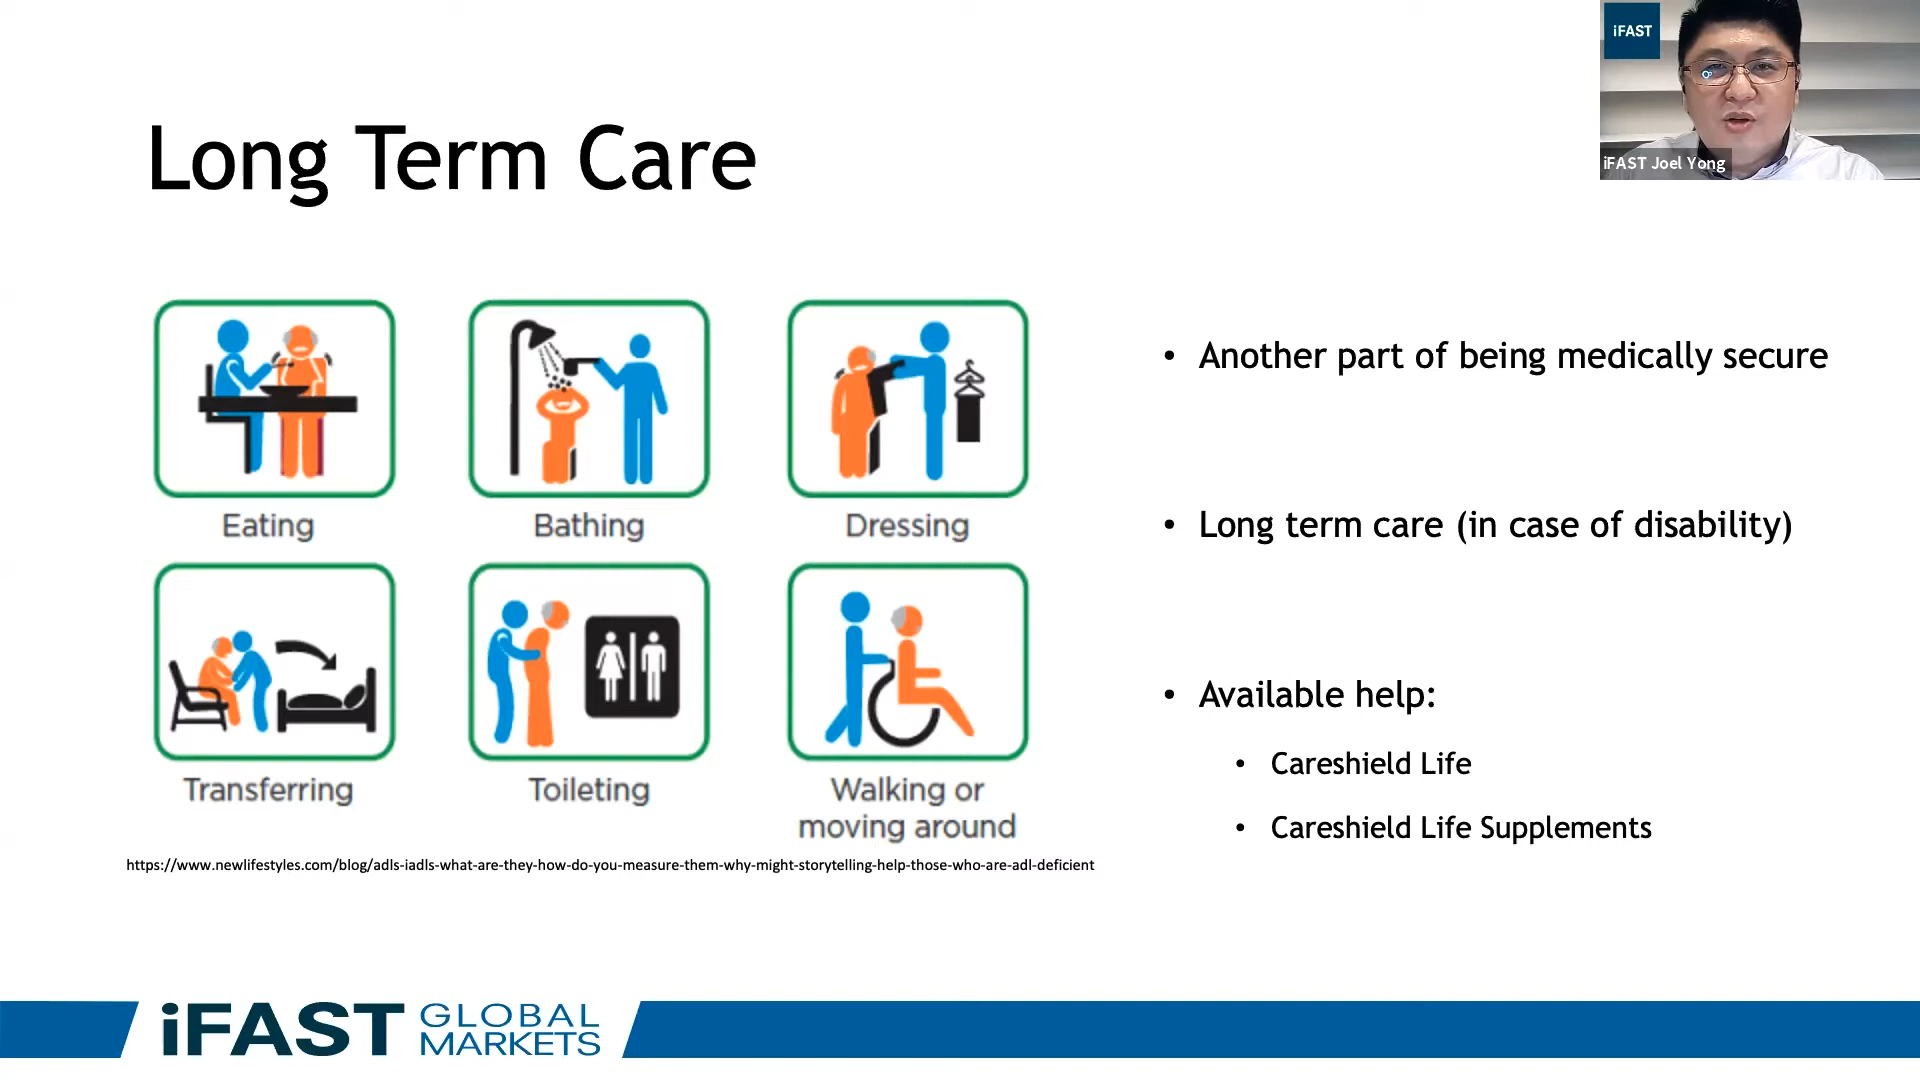 iFAST
iFAST Joel Yong
Long Term Care
Eating
Bathing
Dressing
Transferring
Toileting
Walking or
moving around
https://www.newlifestyles.com/blog/adls-iadls-what-are-they-how-do-you-measure-them-why-might-storytelling-help-those-who-are-adl-deficient
• Another part of being medically secure
• Long term care (in case of disability)
• Available help:
• Careshield Life
• Careshield Life Supplements
iFAST GLOBAL
MARKETS